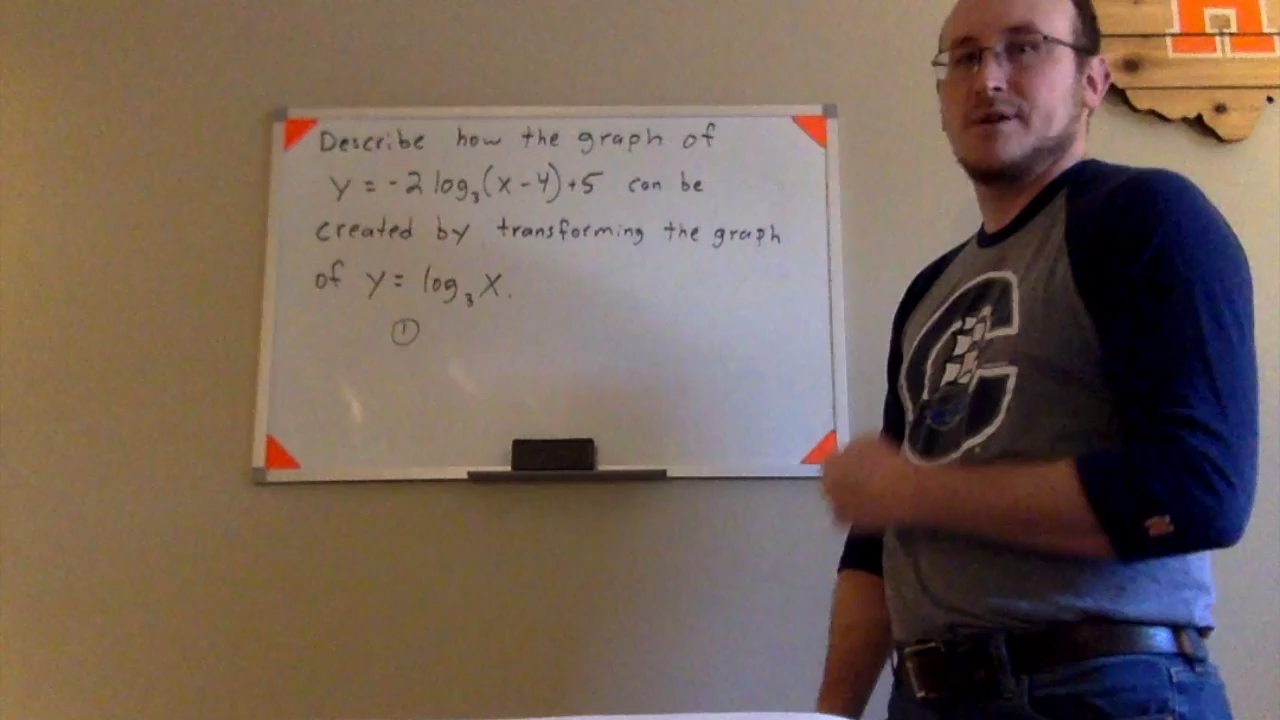 Describe how the graph of
y = -2 log₃(x - 4) + 5 can be
created by transforming the graph
of y = log₃ x.
①
C